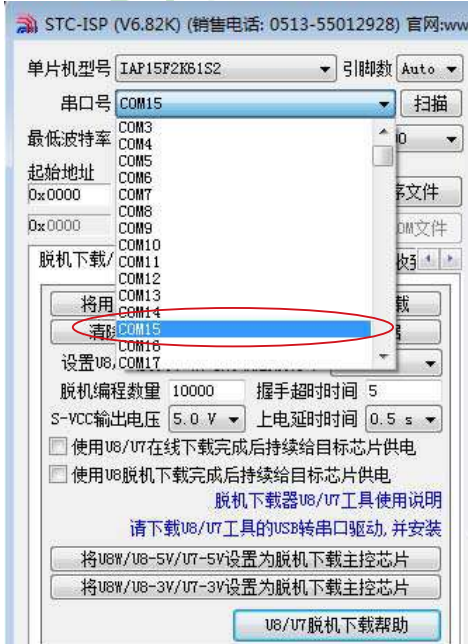 STC-ISP (V6.82K) (销售电话: 0513-55012928) 官网:ww
单片机型号 IAP15F2K61S2 引脚数 Auto
串口号 COM15 扫描
COM3
最低波特率 COM4
COM5
起始地址 COM6
0x0000 COM7 序文件
COM8
0x0000 COM9 OM文件
COM10
脱机下载/ COM11
COM12
将用 COM13 载
COM14
清除 COM15
COM16
设置U8, COM17
脱机编程数量 10000 握手超时时间 5
S-VCC输出电压 5.0 V 上电延时时间 0.5 s
使用U8/U7在线下载完成后持续给目标芯片供电
使用U8脱机下载完成后持续给目标芯片供电
脱机下载器U8/U7工具使用说明
请下载U8/U7工具的USB转串口驱动,并安装
将U8W/U8-5V/U7-5V设置为脱机下载主控芯片
将U8W/U8-3V/U7-3V设置为脱机下载主控芯片
U8/U7脱机下载帮助